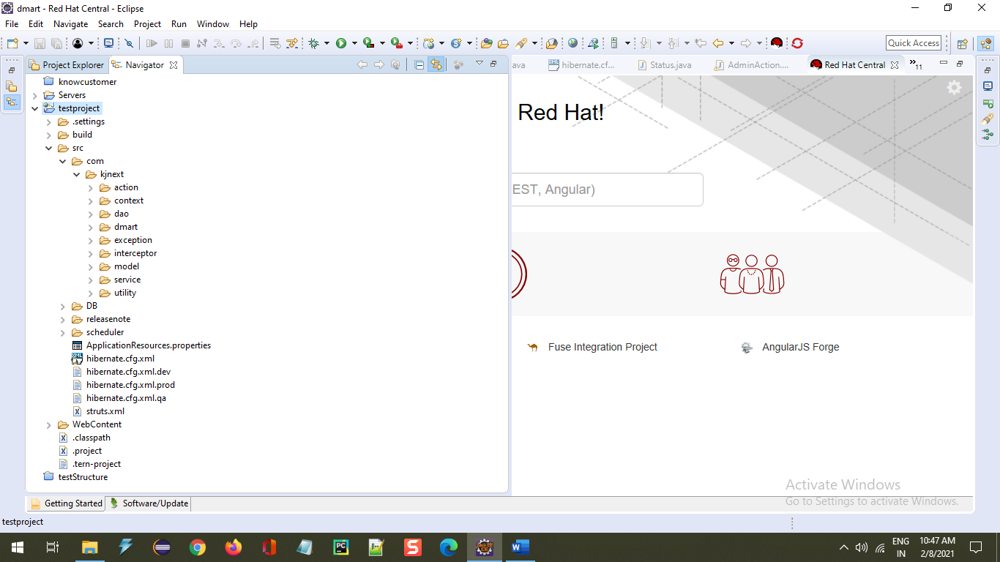 dmart - Red Hat Central - Eclipse
File Edit Navigate Search Project Run Window Help
Quick Access
Project Explorer Navigator
ava hibernate.cf... Status.java AdminAction.... Red Hat Central 11
knowcustomer
Servers
testproject
.settings
build
src
com
kjnext
action
context
dao
dmart
exception
interceptor
model
service
utility
DB
releasenote
scheduler
ApplicationResources.properties
hibernate.cfg.xml
hibernate.cfg.xml.dev
hibernate.cfg.xml.prod
hibernate.cfg.xml.qa
struts.xml
WebContent
.classpath
.project
.tern-project
testStructure
Red Hat!
EST, Angular)
Fuse Integration Project AngularJS Forge
Activate Windows
Go to Settings to activate Windows.
Getting Started Software/Update
testproject
ENG
IN
10:47 AM
2/8/2021